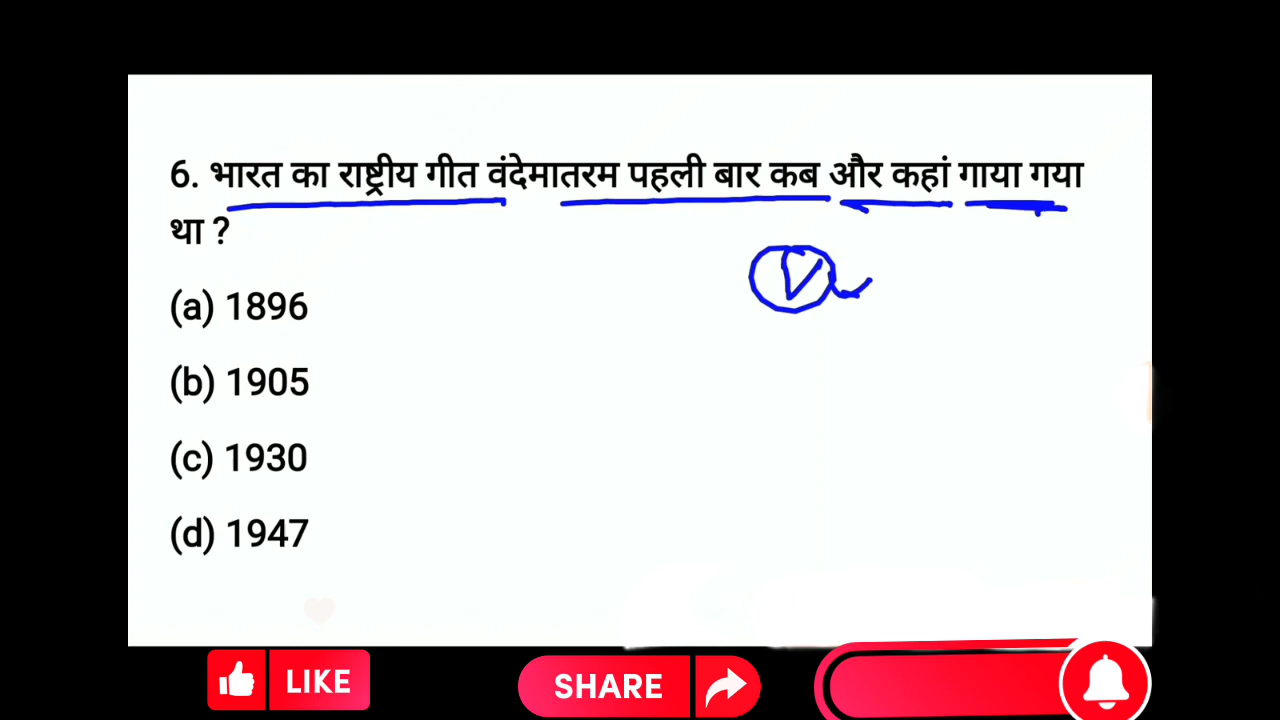 6. भारत का राष्ट्रीय गीत वंदेमातरम पहली बार कब और कहां गाया गया
था ?
(a) 1896
(b) 1905
(c) 1930
(d) 1947
LIKE
SHARE